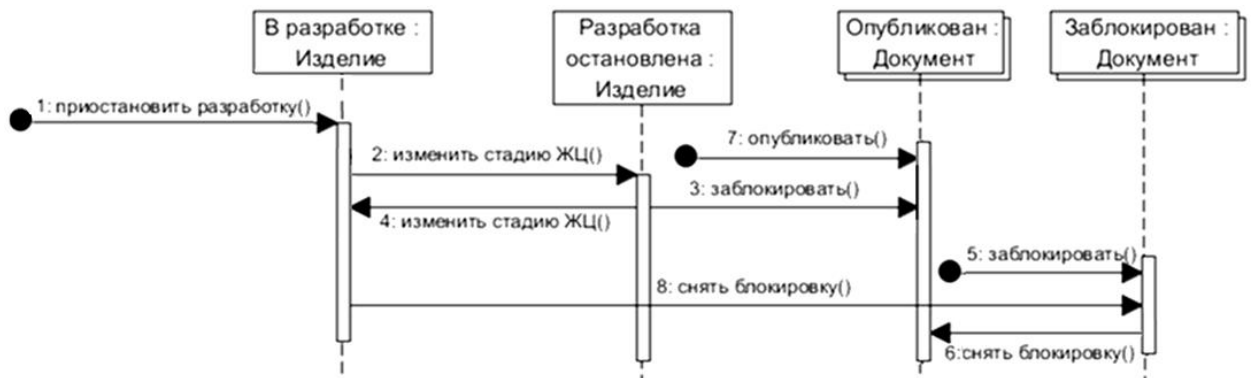 В разработке :
Изделие
Разработка
остановлена :
Изделие
Опубликован :
Документ
Заблокирован :
Документ
1: приостановить разработку()
2: изменить стадию ЖЦ()
7: опубликовать()
3: заблокировать()
4: изменить стадию ЖЦ()
5: заблокировать()
8: снять блокировку()
6:снять блокировку()